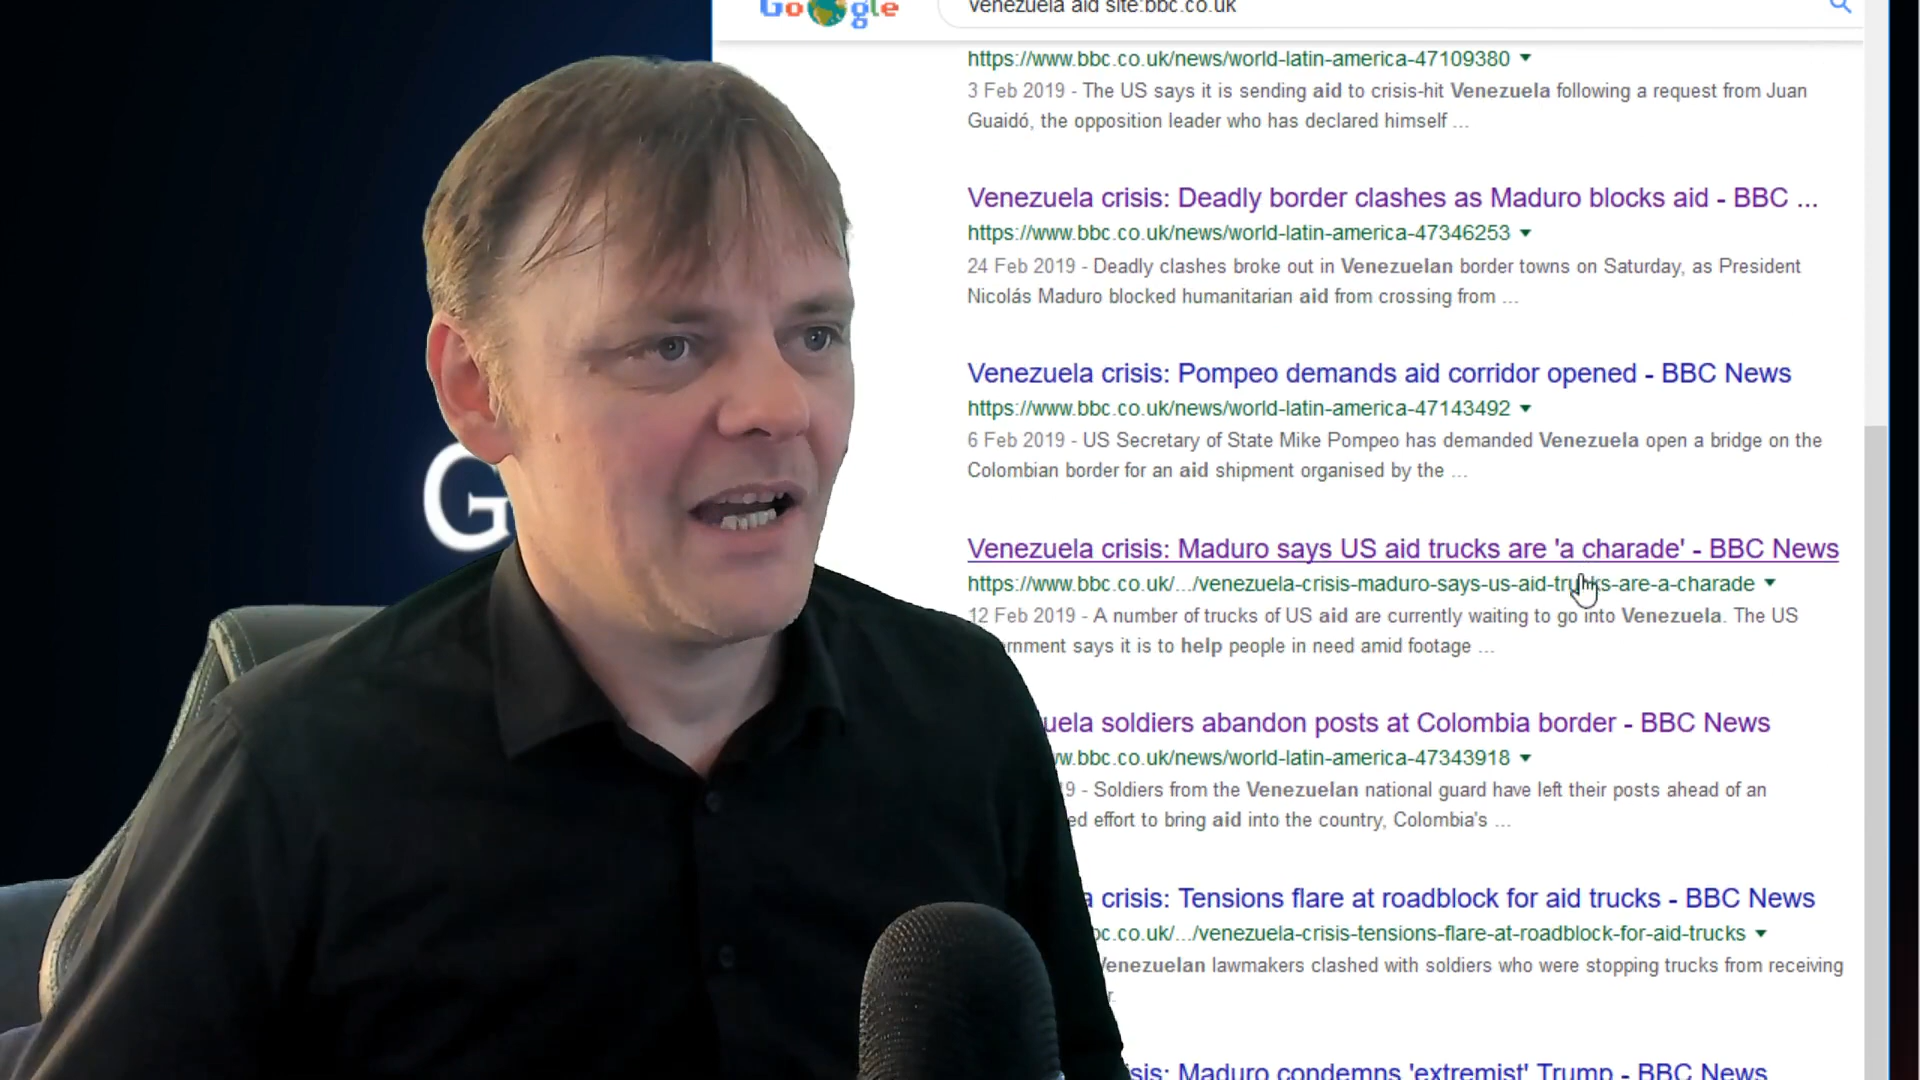 Google
venezuela aid site:bbc.co.uk
https://www.bbc.co.uk/news/world-latin-america-47109380
3 Feb 2019 - The US says it is sending aid to crisis-hit Venezuela following a request from Juan
Guaidó, the opposition leader who has declared himself ...
Venezuela crisis: Deadly border clashes as Maduro blocks aid - BBC ...
https://www.bbc.co.uk/news/world-latin-america-47346253
24 Feb 2019 - Deadly clashes broke out in Venezuelan border towns on Saturday, as President
Nicolás Maduro blocked humanitarian aid from crossing from ...
Venezuela crisis: Pompeo demands aid corridor opened - BBC News
https://www.bbc.co.uk/news/world-latin-america-47143492
6 Feb 2019 - US Secretary of State Mike Pompeo has demanded Venezuela open a bridge on the
Colombian border for an aid shipment organised by the ...
G
Venezuela crisis: Maduro says US aid trucks are 'a charade' - BBC News
https://www.bbc.co.uk/.../venezuela-crisis-maduro-says-us-aid-trucks-are-a-charade
12 Feb 2019 - A number of trucks of US aid are currently waiting to go into Venezuela. The US
ernment says it is to help people in need amid footage ...
uela soldiers abandon posts at Colombia border - BBC News
w.bbc.co.uk/news/world-latin-america-47343918
9 - Soldiers from the Venezuelan national guard have left their posts ahead of an
ed effort to bring aid into the country, Colombia's ...
a crisis: Tensions flare at roadblock for aid trucks - BBC News
bc.co.uk/.../venezuela-crisis-tensions-flare-at-roadblock-for-aid-trucks
Venezuelan lawmakers clashed with soldiers who were stopping trucks from receiving
r.
isis: Maduro condemns 'extremist' Trump - BBC News